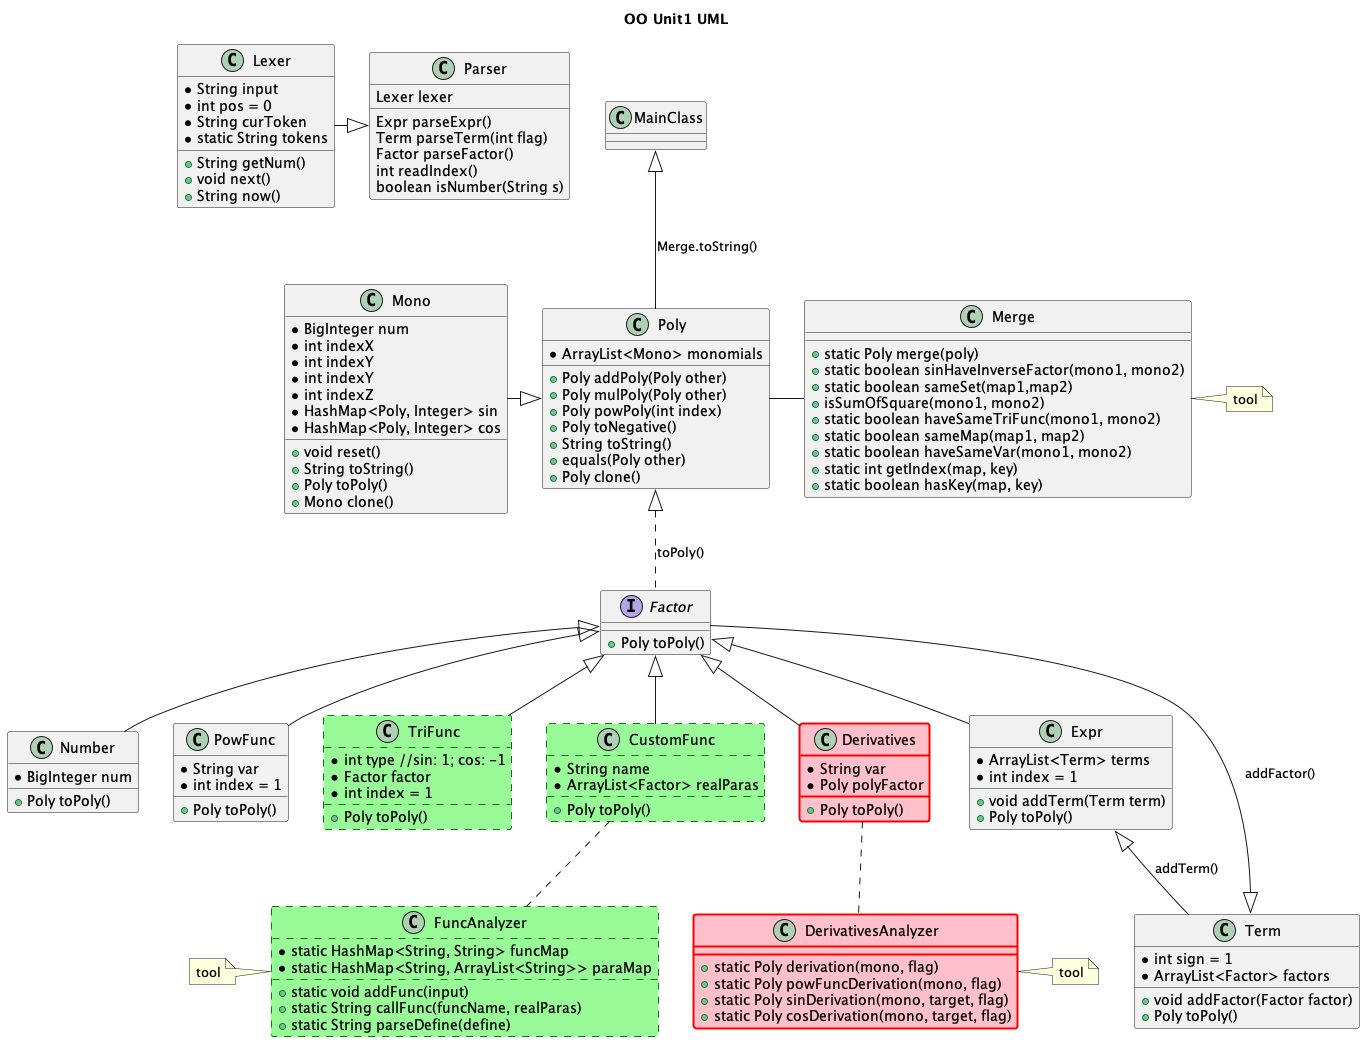 OO Unit1 UML
C Lexer
String input
int pos = 0
String curToken
static String tokens
String getNum()
void next()
String now()
C Parser
Lexer lexer
Expr parseExpr()
Term parseTerm(int flag)
Factor parseFactor()
int readIndex()
boolean isNumber(String s)
C MainClass
Merge.toString()
C Mono
BigInteger num
int indexX
int indexY
int indexY
int indexZ
HashMap<Poly, Integer> sin
HashMap<Poly, Integer> cos
void reset()
String toString()
Poly toPoly()
Mono clone()
C Poly
ArrayList<Mono> monomials
Poly addPoly(Poly other)
Poly mulPoly(Poly other)
Poly powPoly(int index)
Poly toNegative()
String toString()
equals(Poly other)
Poly clone()
C Merge
static Poly merge(poly)
static boolean sinHaveInverseFactor(mono1, mono2)
static boolean sameSet(map1,map2)
isSumOfSquare(mono1, mono2)
static boolean haveSameTriFunc(mono1, mono2)
static boolean sameMap(map1, map2)
static boolean haveSameVar(mono1, mono2)
static int getIndex(map, key)
static boolean hasKey(map, key)
tool
toPoly()
I Factor
Poly toPoly()
C Number
BigInteger num
Poly toPoly()
C PowFunc
String var
int index = 1
Poly toPoly()
C TriFunc
int type //sin: 1; cos: -1
Factor factor
int index = 1
Poly toPoly()
C CustomFunc
String name
ArrayList<Factor> realParas
Poly toPoly()
C Derivatives
String var
Poly polyFactor
Poly toPoly()
C Expr
ArrayList<Term> terms
int index = 1
void addTerm(Term term)
Poly toPoly()
addFactor()
addTerm()
tool
C FuncAnalyzer
static HashMap<String, String> funcMap
static HashMap<String, ArrayList<String>> paraMap
static void addFunc(input)
static String callFunc(funcName, realParas)
static String parseDefine(define)
C DerivativesAnalyzer
static Poly derivation(mono, flag)
static Poly powFuncDerivation(mono, flag)
static Poly sinDerivation(mono, target, flag)
static Poly cosDerivation(mono, target, flag)
tool
C Term
int sign = 1
ArrayList<Factor> factors
void addFactor(Factor factor)
Poly toPoly()